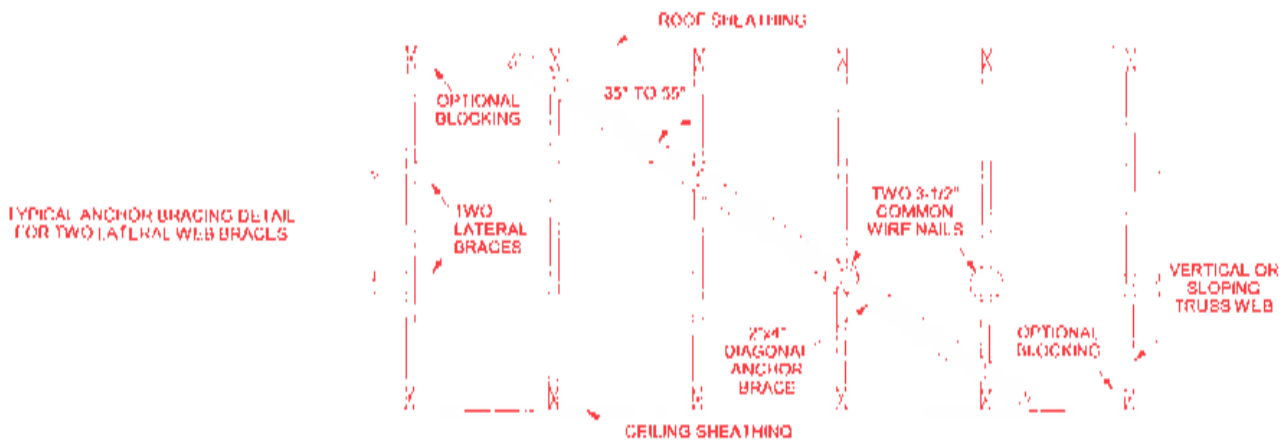 ROOF SHEATHING
OPTIONAL
BLOCKING
35° TO 55°
TYPICAL ANCHOR BRACING DETAIL
FOR TWO LATERAL WEB BRACES
TWO
LATERAL
BRACES
TWO 3-1/2"
COMMON
WIRE NAILS
VERTICAL OR
SLOPING
TRUSS WEB
2"x4"
DIAGONAL
ANCHOR
BRACE
OPTIONAL
BLOCKING
CEILING SHEATHING